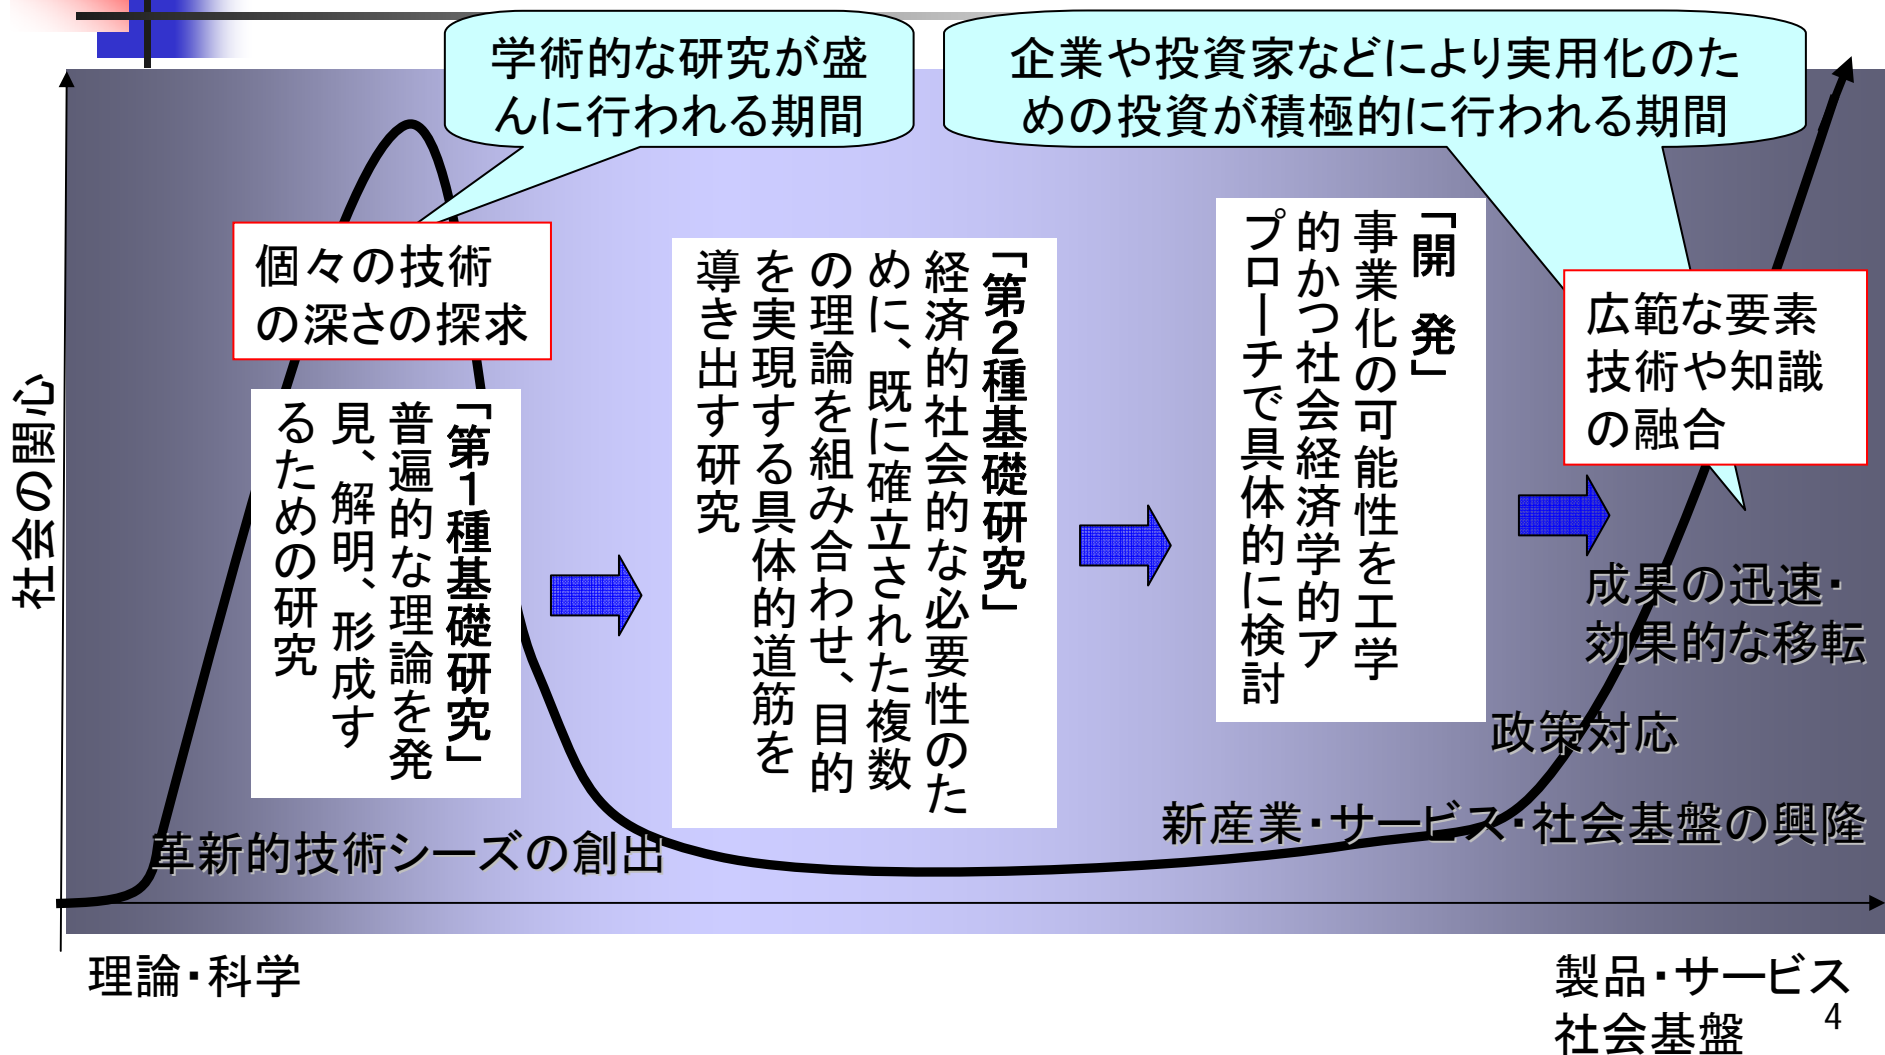 学術的な研究が盛
んに行われる期間
企業や投資家などにより実用化のた
めの投資が積極的に行われる期間
個々の技術
の深さの探求
「第1種基礎研究」
普遍的な理論を発
見、解明、形成す
るための研究
「第2種基礎研究」
経済的社会的な必要性のた
めに、既に確立された複数
の理論を組み合わせ、目的
を実現する具体的道筋を
導き出す研究
「開　発」
事業化の可能性を工学
的かつ社会経済学的ア
プローチで具体的に検討
広範な要素
技術や知識
の融合
社会の関心
成果の迅速・
効果的な移転
政策対応
新産業・サービス・社会基盤の興隆
革新的技術シーズの創出
理論・科学
製品・サービス
社会基盤
4